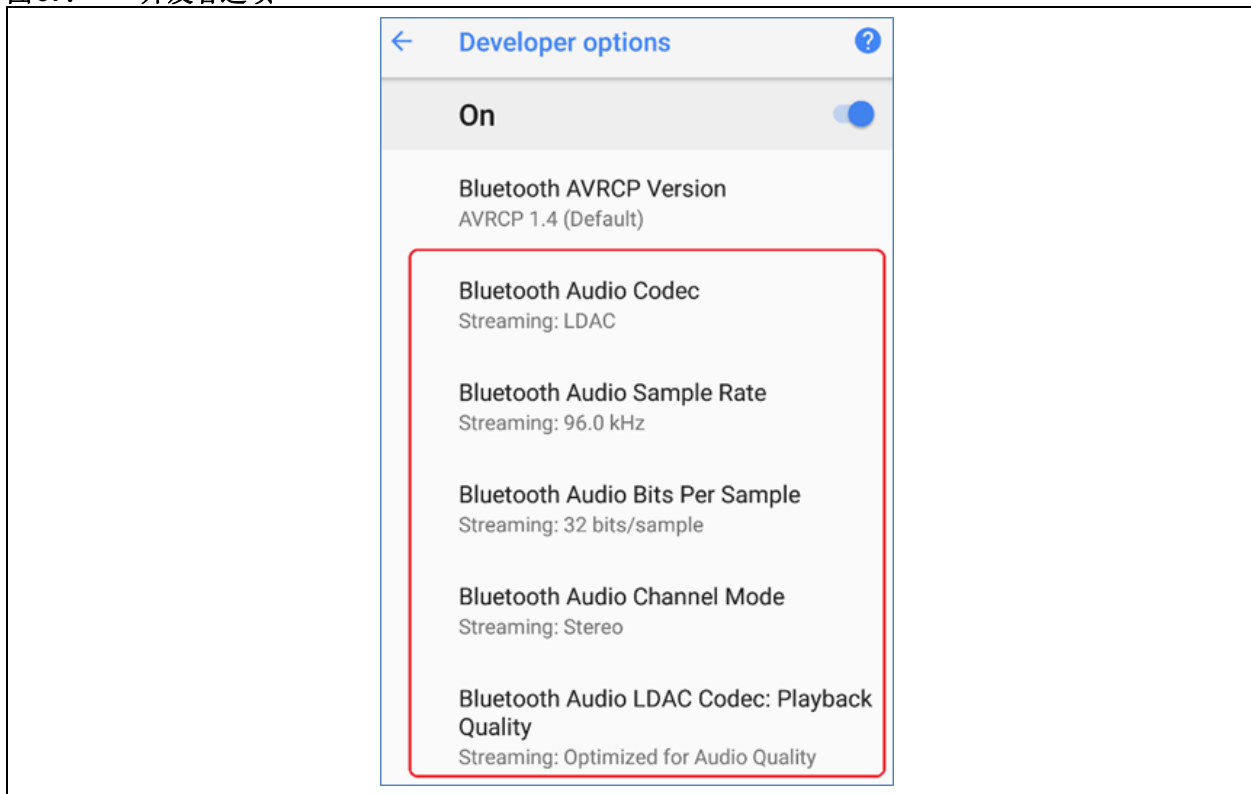 Developer options
On
Bluetooth AVRCP Version
AVRCP 1.4 (Default)
Bluetooth Audio Codec
Streaming: LDAC
Bluetooth Audio Sample Rate
Streaming: 96.0 kHz
Bluetooth Audio Bits Per Sample
Streaming: 32 bits/sample
Bluetooth Audio Channel Mode
Streaming: Stereo
Bluetooth Audio LDAC Codec: Playback
Quality
Streaming: Optimized for Audio Quality